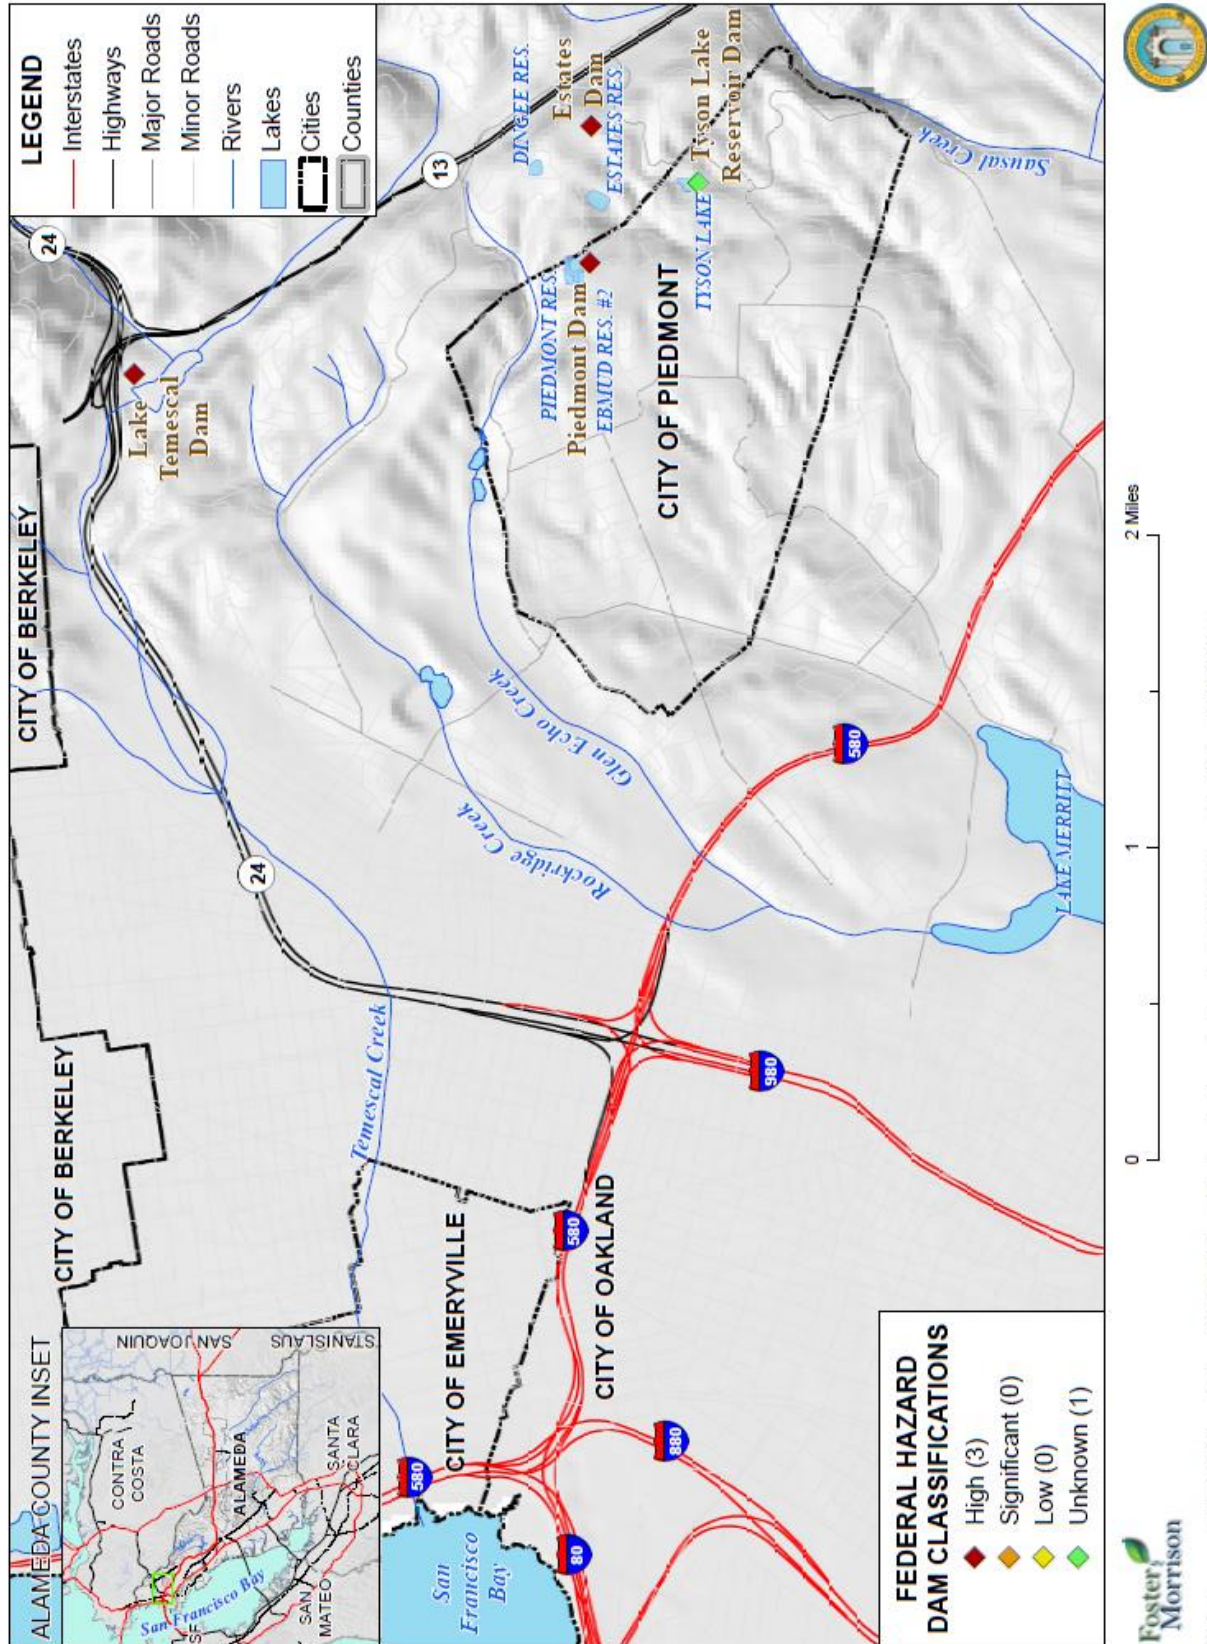 ALAMEDA COUNTY INSET
CONTRA
COSTA
SAN JOAQUIN
STANISLAUS
ALAMEDA
SANTA
CLARA
SAN
MATEO
SF
San Francisco Bay
CITY OF BERKELEY
CITY OF BERKELEY
24
24
13
LEGEND
Interstates
Highways
Major Roads
Minor Roads
Rivers
Lakes
Cities
Counties
Lake
Temescal
Dam
Temescal Creek
Rockridge Creek
Glen Echo Creek
DINGEE RES.
Estates
Dam
ESTATES RES.
PIEDMONT RES.
Piedmont Dam
EBMUD RES. #2
TYSON LAKE
Tyson Lake
Reservoir Dam
CITY OF PIEDMONT
Sausal Creek
CITY OF EMERYVILLE
CITY OF OAKLAND
San
Francisco
Bay
580
580
580
80
880
980
LAKE MERRITT
FEDERAL HAZARD
DAM CLASSIFICATIONS
High (3)
Significant (0)
Low (0)
Unknown (1)
0
1
2 Miles
Foster
Morrison